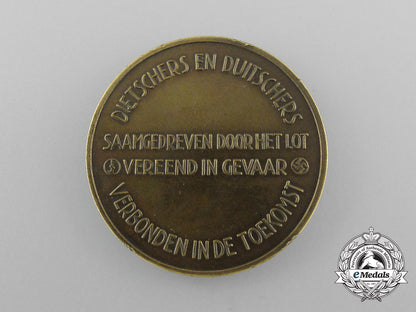 DIETSCHERS EN DUITSCHERS
SAAMGEDREVEN DOOR HET LOT
VEREEND IN GEVAAR
VERBONDEN IN DE TOEKOMST
eMedals